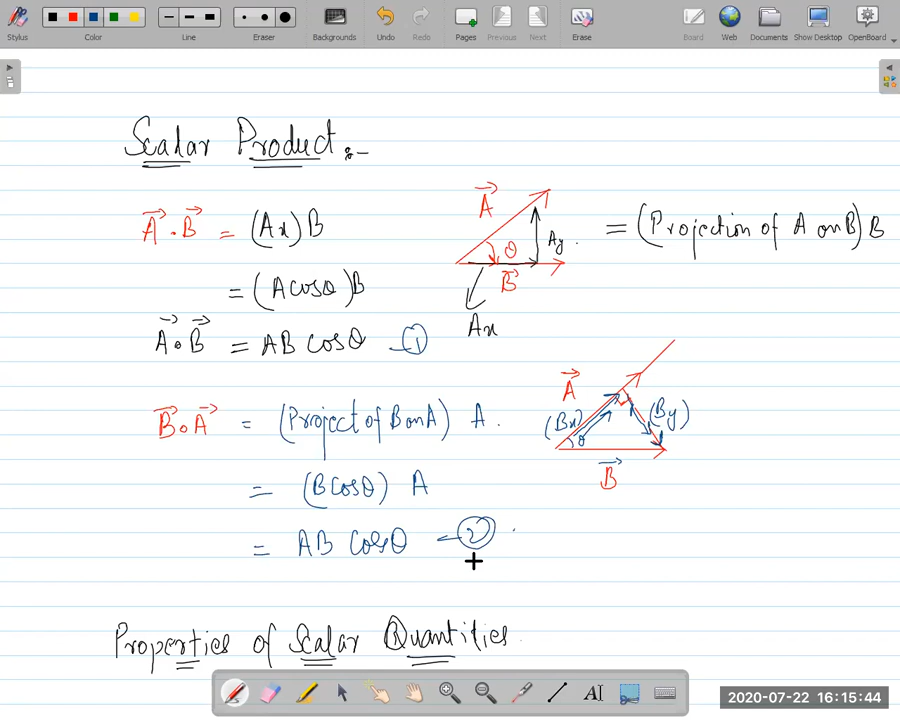 Stylus Color Line Eraser Backgrounds Undo Redo Pages Previous Next Erase Board Web Documents Show Desktop OpenBoard
Scalar Product :-
A→ . B→ = (Ax) B
= (A cosθ) B
A→ . B→ = AB cosθ — 1
A→
θ
Ay
B→
Ax
= (Projection of A on B) B
B→ . A→ = (Project of B on A) A.
= (B cosθ) A
= AB cosθ — 2
A→
(Bx)
θ
(By)
B→
Properties of Scalar Quantities
2020-07-22 16:15:44